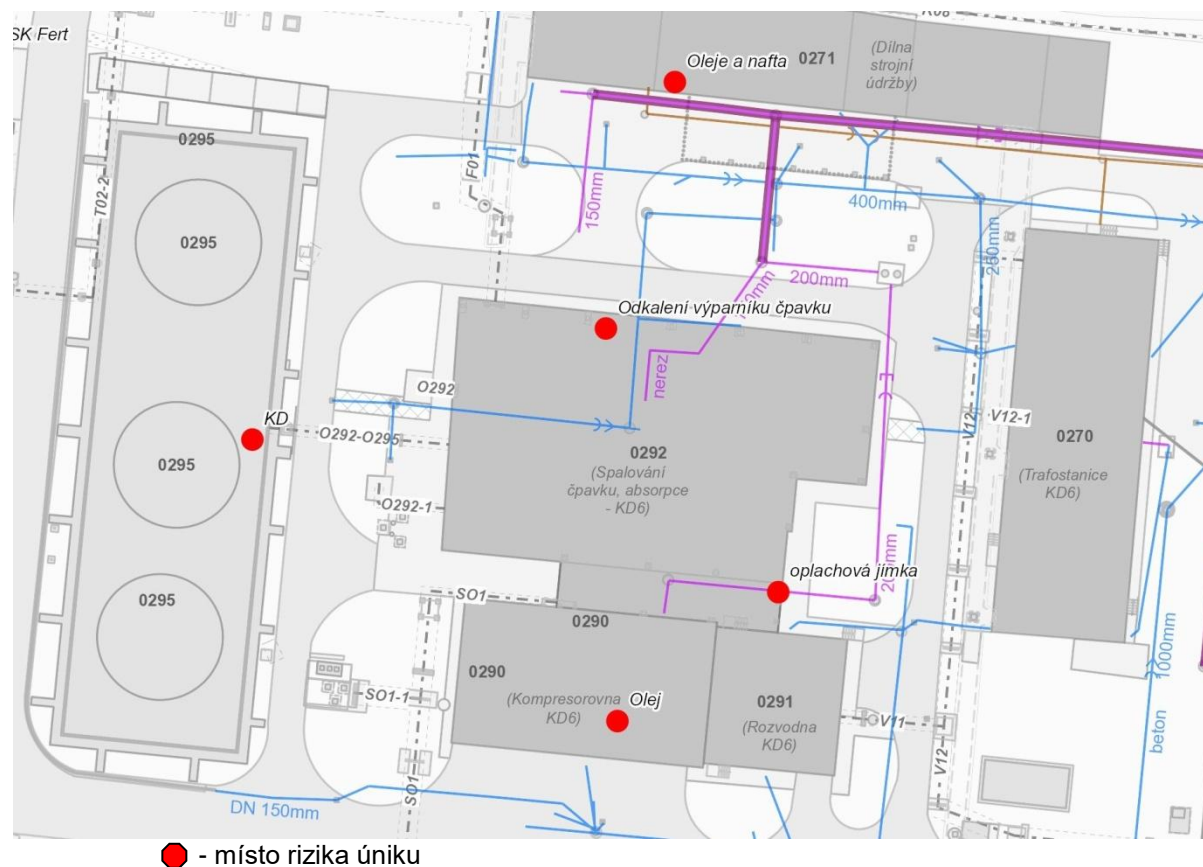 SK Fert
Oleje a nafta
0271
(Dílna
strojní
údržby)
0295
T02-2
F01
150mm
400mm
250mm
0295
200mm
Odkalení výparníku čpavku
nerez
O292
KD
O292-O295
V12
V12-1
0295
0292
(Spalování
čpavku, absorpce
- KD6)
0270
(Trafostanice
KD6)
O292-1
oplachová jímka
SO1
0295
0290
0290
SO1-1
(Kompresorovna
KD6)
Olej
0291
(Rozvodna
KD6)
V11
1000mm
beton
V12
SO1
DN 150mm
- místo rizika úniku